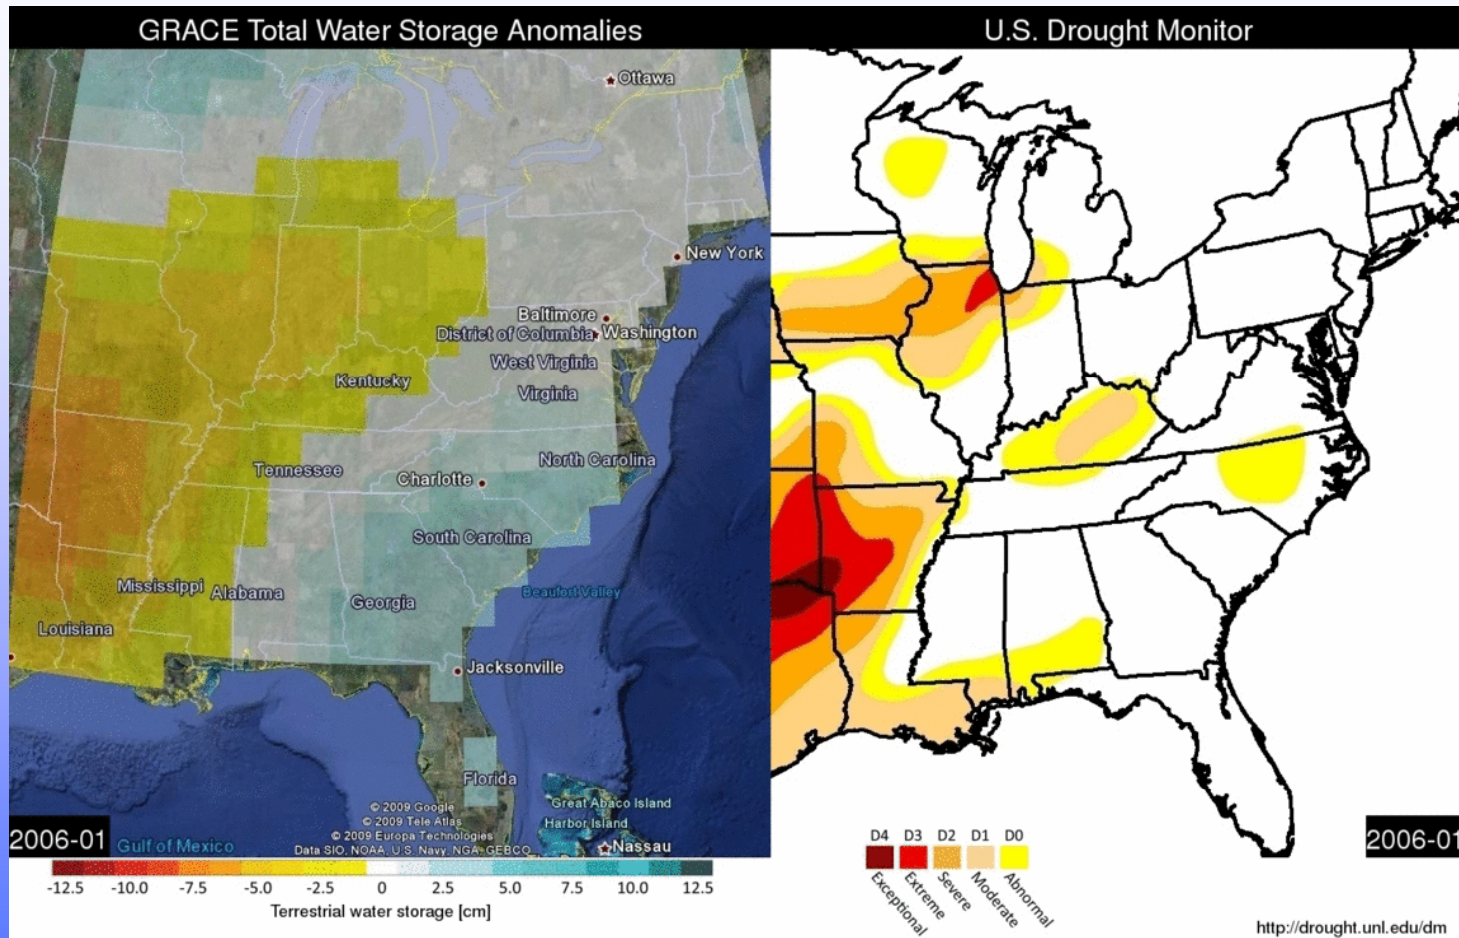 GRACE Total Water Storage Anomalies
U.S. Drought Monitor
Ottawa
New York
Baltimore
District of Columbia
Washington
West Virginia
Kentucky
Virginia
Tennessee
North Carolina
Charlotte
South Carolina
Mississippi
Alabama
Beaufort Valley
Georgia
Louisiana
Jacksonville
Florida
Great Abaco Island
© 2009 Google
© 2009 Tele Atlas
Harbor Island
© 2009 Europa Technologies
2006-01
Gulf of Mexico
Data SIO, NOAA, U.S. Navy, NGA, GEBCO
Nassau
-12.5 -10.0 -7.5 -5.0 -2.5 0 2.5 5.0 7.5 10.0 12.5
Terrestrial water storage [cm]
D4 D3 D2 D1 D0
Exceptional
Extreme
Severe
Moderate
Abnormal
2006-01
http://drought.unl.edu/dm